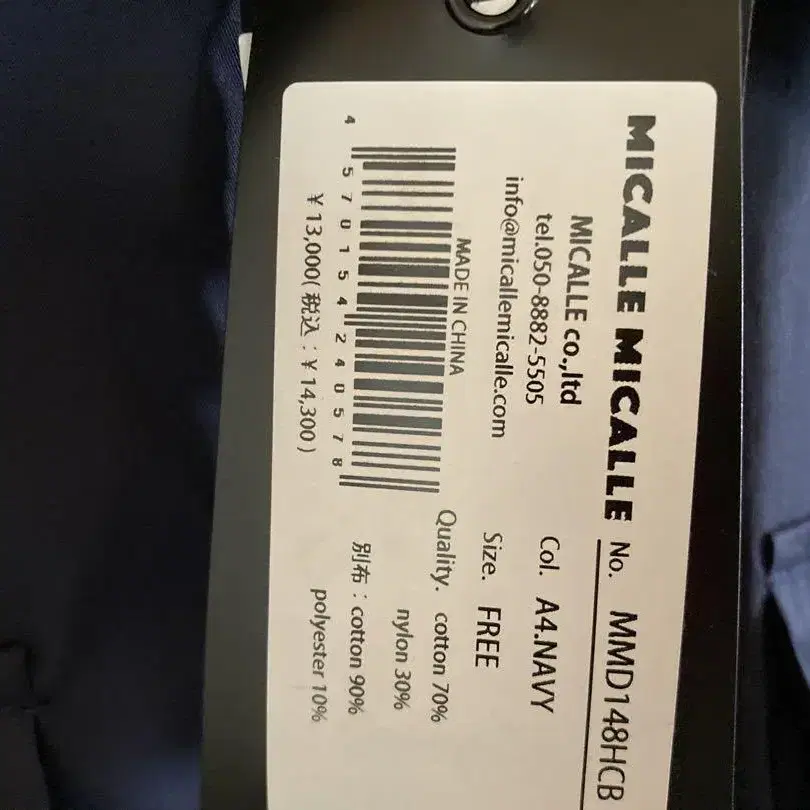 MICALLE MICALLE
MICALLE co.,ltd
tel.050-8882-5505
info@micallemicalle.com
MADE IN CHINA
4 570154 240578
¥13,000(税込:¥14,300)
No. MMD148HCB
Col. A4.NAVY
Size. FREE
Quality. cotton 70%
nylon 30%
別布:cotton 90%
polyester 10%